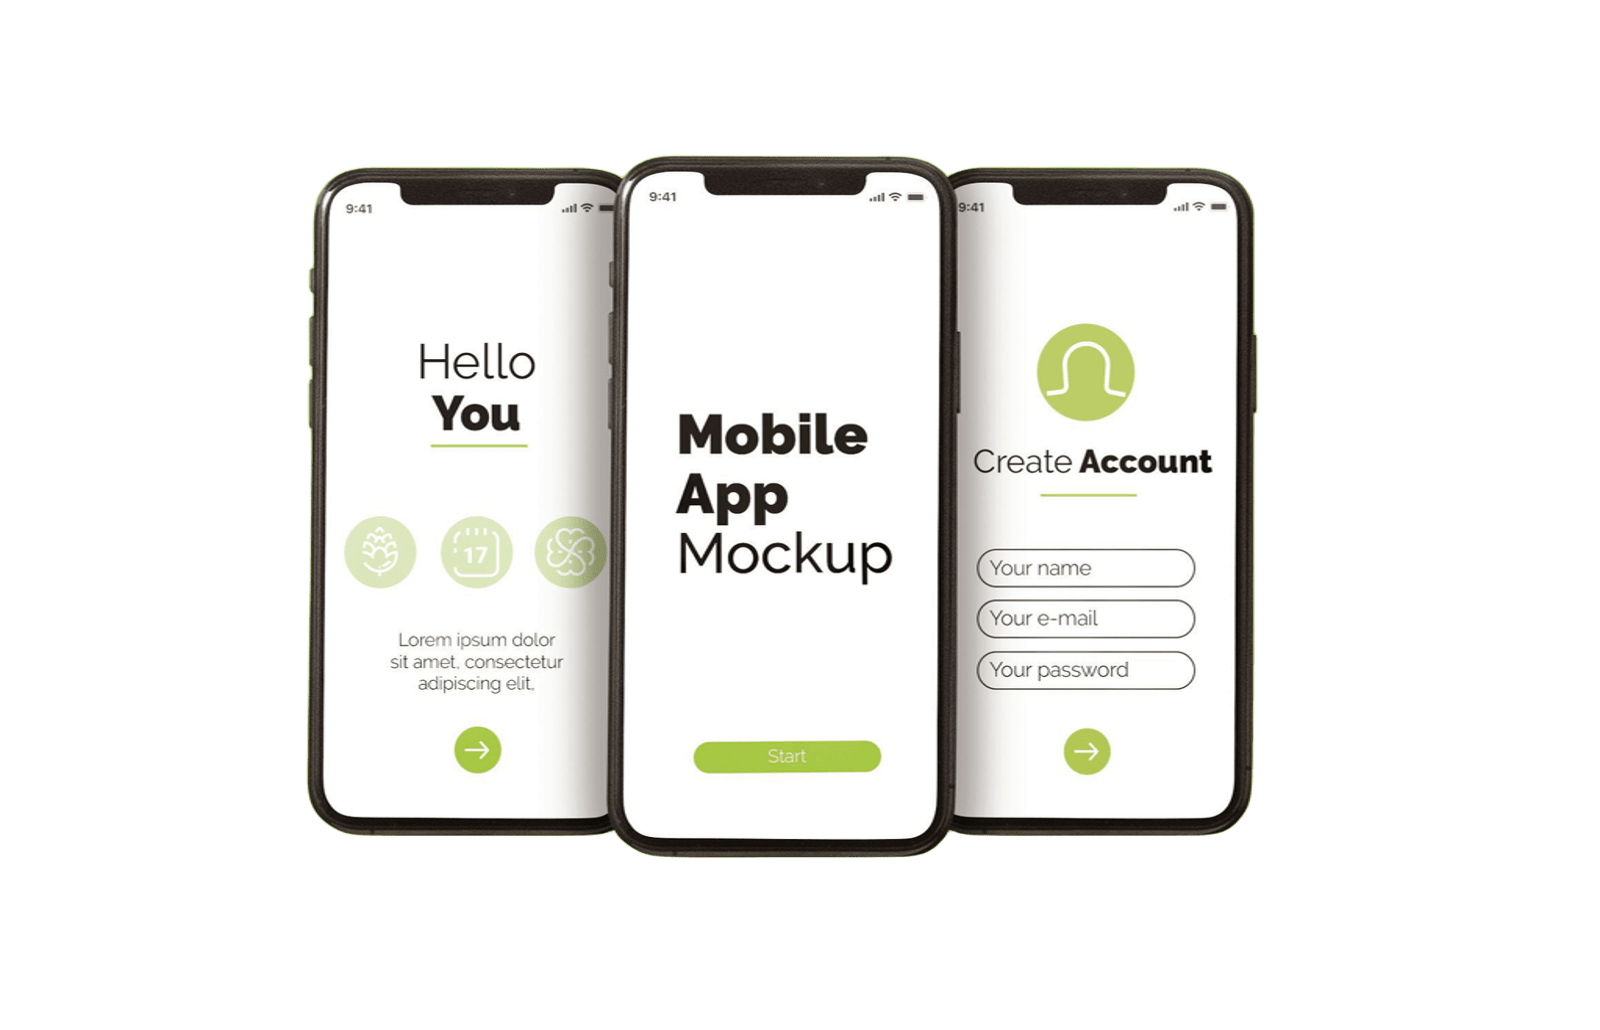 9:41
Hello
You
17
Lorem ipsum dolor
sit amet, consectetur
adipiscing elit,
9:41
Mobile
App
Mockup
Start
9:41
Create Account
Your name
Your e-mail
Your password